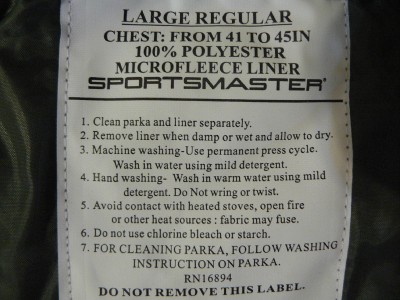 LARGE REGULAR
CHEST: FROM 41 TO 45IN
100% POLYESTER
MICROFLEECE LINER
SPORTSMASTER®
1. Clean parka and liner separately.
2. Remove liner when damp or wet and allow to dry.
3. Machine washing-Use permanent press cycle.
Wash in water using mild detergent.
4. Hand washing- Wash in warm water using mild
detergent. Do Not wring or twist.
5. Avoid contact with heated stoves, open fire
or other heat sources : fabric may fuse.
6. Do not use chlorine bleach or starch.
7. FOR CLEANING PARKA, FOLLOW WASHING
INSTRUCTION ON PARKA.
RN16894
DO NOT REMOVE THIS LABEL.